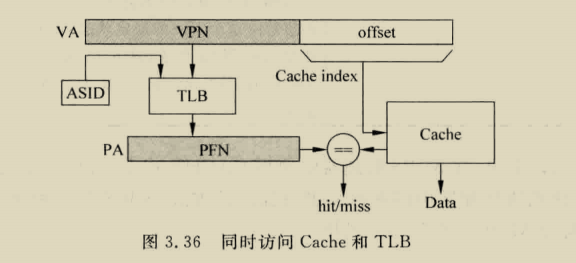 VA VPN offset
Cache index
ASID
TLB
Cache
PA PFN ==
hit/miss Data
图 3.36 同时访问 Cache 和 TLB